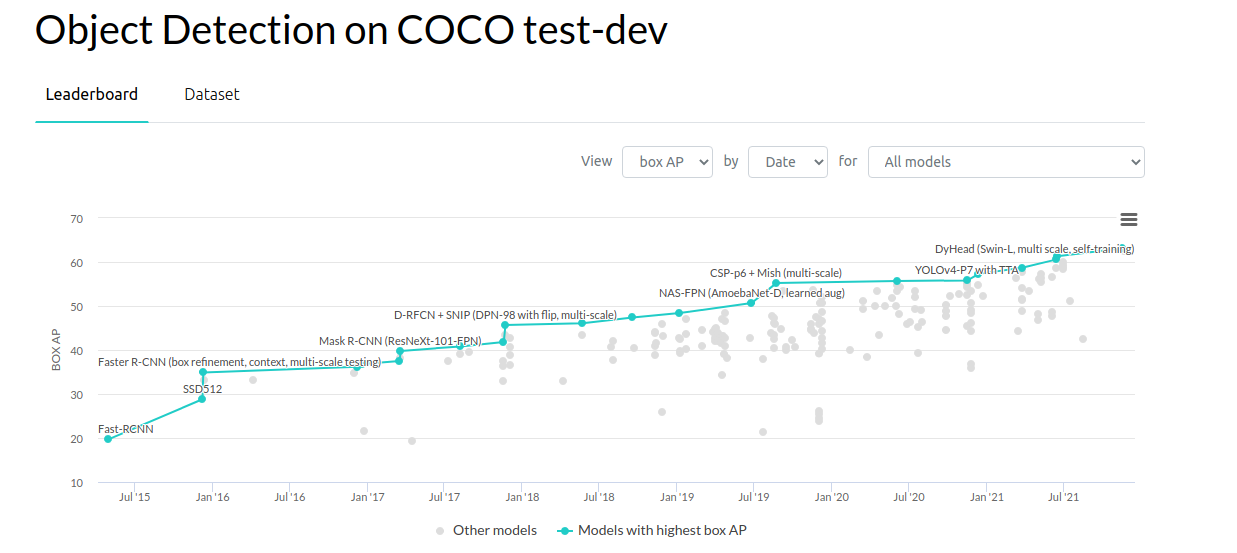 Object Detection on COCO test-dev
Leaderboard Dataset
View box AP by Date for All models
70
60
50
40
30
20
10
BOX AP
DyHead (Swin-L, multi scale, self-training)
YOLOv4-P7 with TTA
CSP-p6 + Mish (multi-scale)
NAS-FPN (AmoebaNet-D, learned aug)
D-RFCN + SNIP (DPN-98 with flip, multi-scale)
Mask R-CNN (ResNeXt-101-FPN)
Faster R-CNN (box refinement, context, multi-scale testing)
SSD512
Fast-RCNN
Jul '15 Jan '16 Jul '16 Jan '17 Jul '17 Jan '18 Jul '18 Jan '19 Jul '19 Jan '20 Jul '20 Jan '21 Jul '21
Other models Models with highest box AP